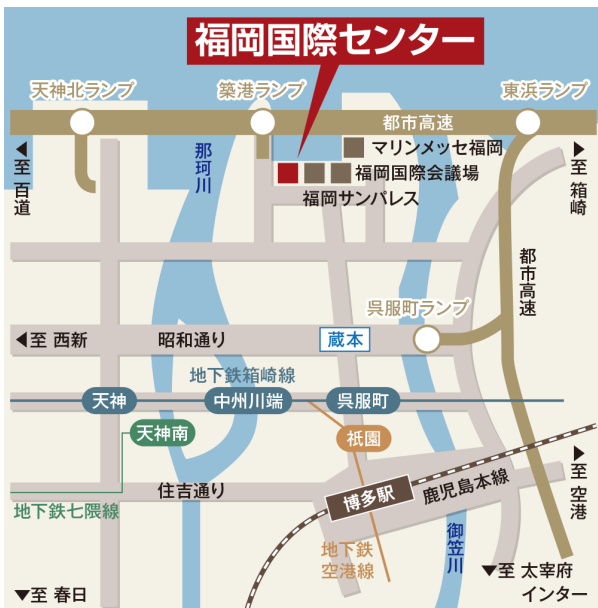 福岡国際センター
天神北ランプ
築港ランプ
東浜ランプ
都市高速
マリンメッセ福岡
那珂川
◀至 百道
福岡国際会議場
▶至 箱崎
福岡サンパレス
都市高速
呉服町ランプ
◀至 西新
昭和通り
蔵本
地下鉄箱崎線
天神
中州川端
呉服町
天神南
祇園
▶至 空港
住吉通り
博多駅
鹿児島本線
地下鉄七隈線
御笠川
地下鉄
空港線
▼至 太宰府
インター
▼至 春日